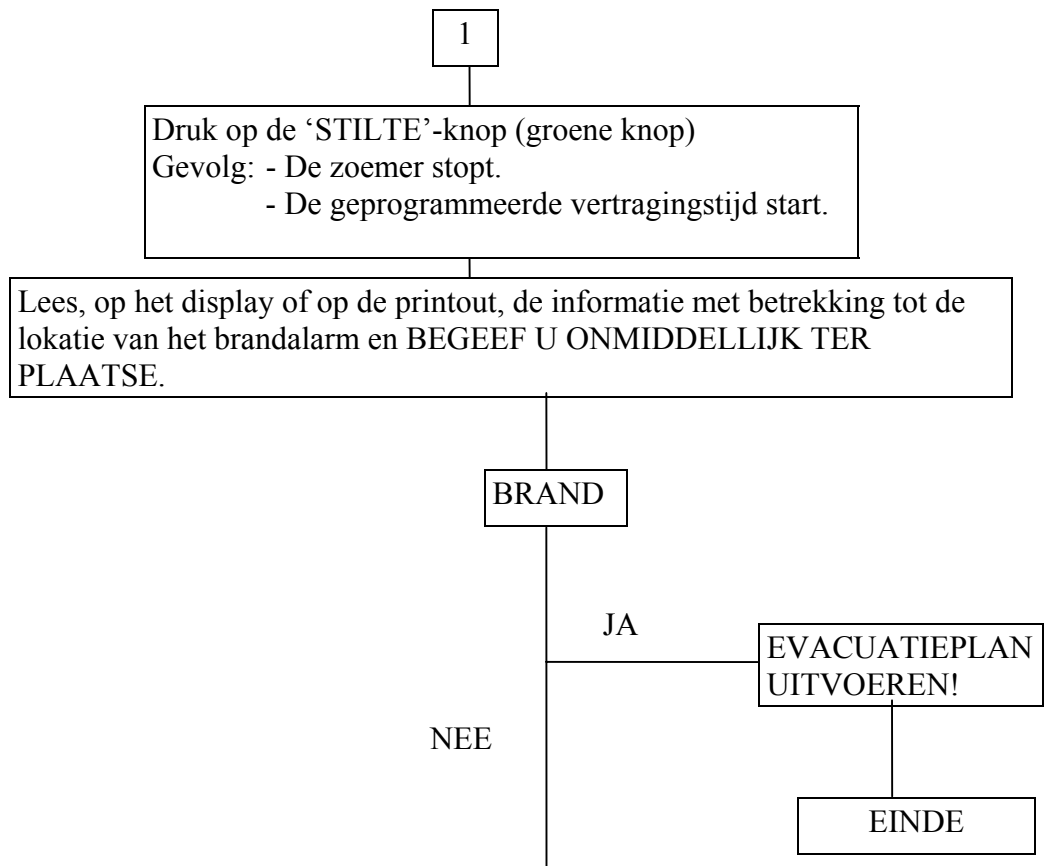 1
Druk op de ‘STILTE’-knop (groene knop)
Gevolg: - De zoemer stopt.
- De geprogrammeerde vertragingstijd start.
Lees, op het display of op de printout, de informatie met betrekking tot de
lokatie van het brandalarm en BEGEEF U ONMIDDELLIJK TER
PLAATSE.
BRAND
JA
EVACUATIEPLAN
UITVOEREN!
NEE
EINDE